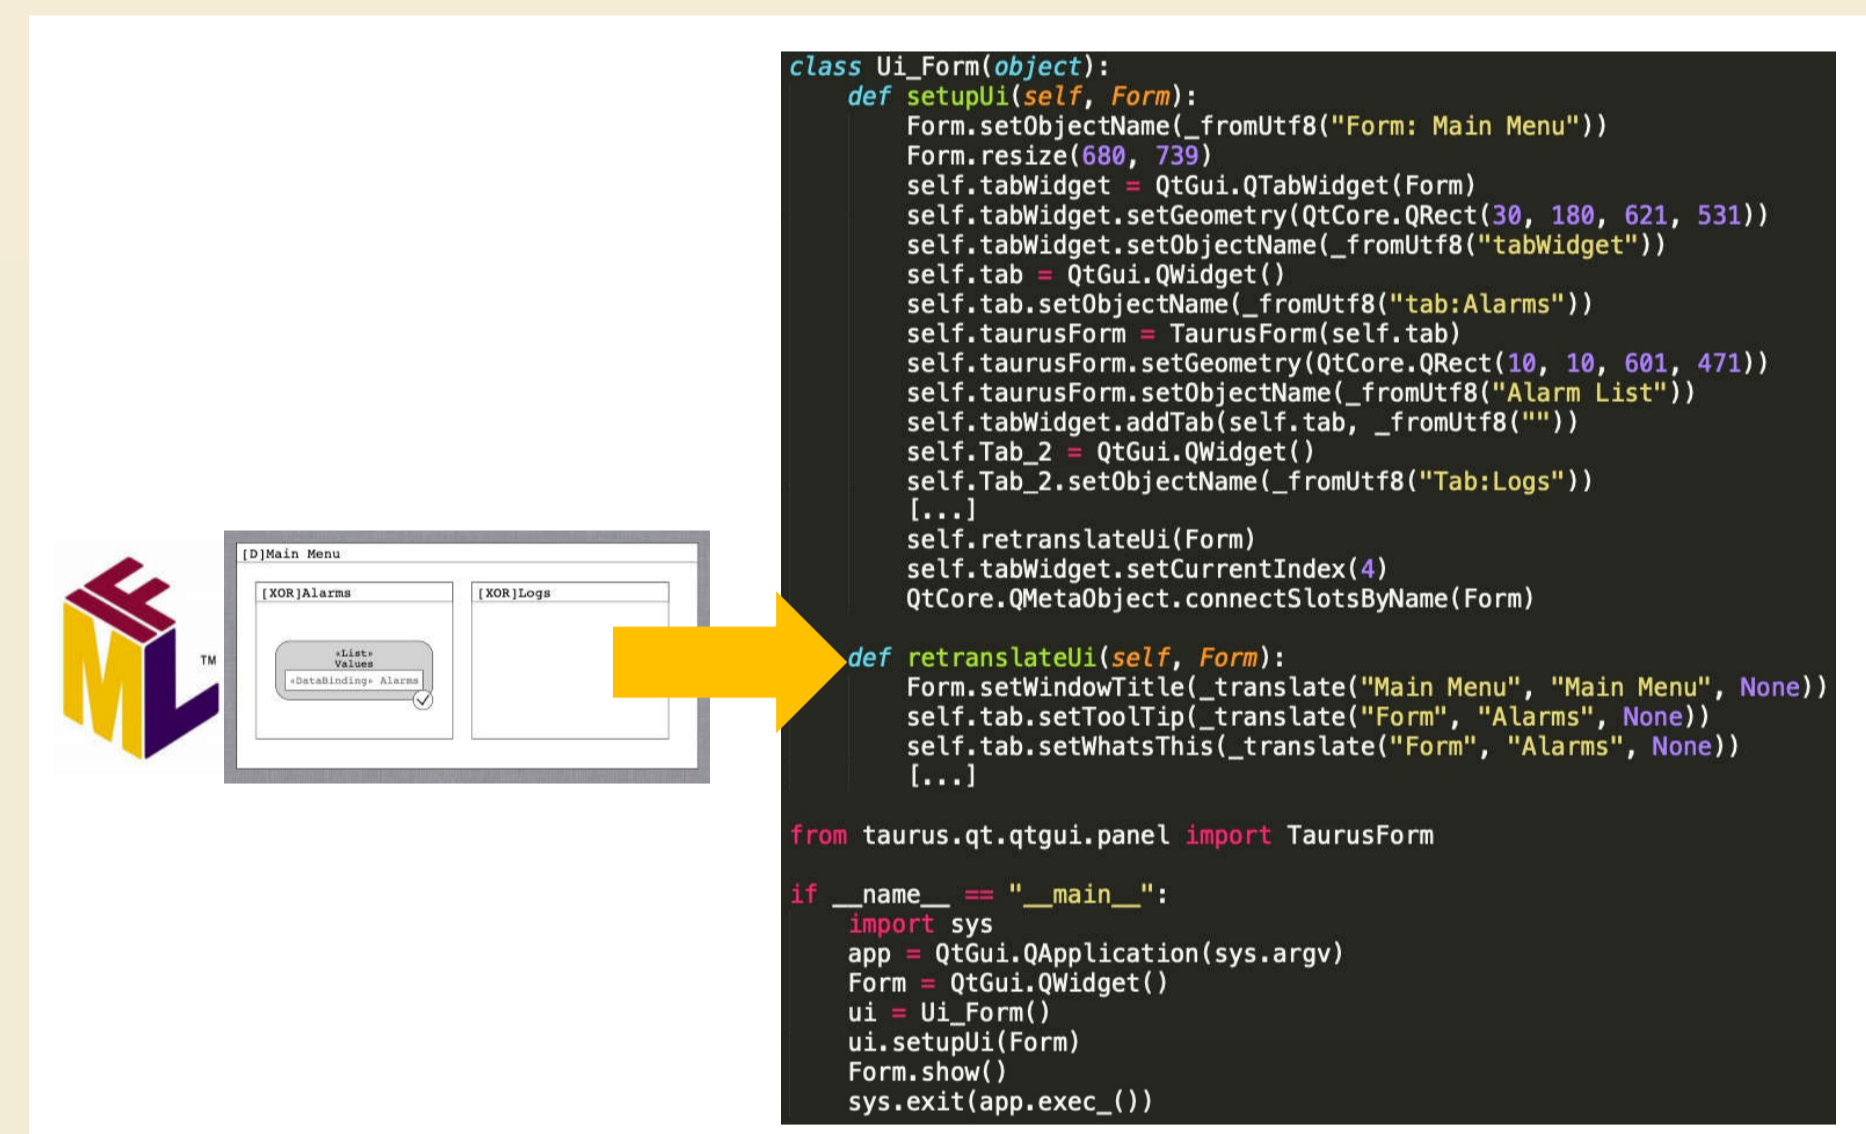 IF
ML
TM
[D]Main Menu
[XOR]Alarms
[XOR]Logs
«List»
Values
«DataBinding» Alarms
class Ui_Form(object):
    def setupUi(self, Form):
        Form.setObjectName(_fromUtf8("Form: Main Menu"))
        Form.resize(680, 739)
        self.tabWidget = QtGui.QTabWidget(Form)
        self.tabWidget.setGeometry(QtCore.QRect(30, 180, 621, 531))
        self.tabWidget.setObjectName(_fromUtf8("tabWidget"))
        self.tab = QtGui.QWidget()
        self.tab.setObjectName(_fromUtf8("tab:Alarms"))
        self.taurusForm = TaurusForm(self.tab)
        self.taurusForm.setGeometry(QtCore.QRect(10, 10, 601, 471))
        self.taurusForm.setObjectName(_fromUtf8("Alarm List"))
        self.tabWidget.addTab(self.tab, _fromUtf8(""))
        self.Tab_2 = QtGui.QWidget()
        self.Tab_2.setObjectName(_fromUtf8("Tab:Logs"))
        [...]
        self.retranslateUi(Form)
        self.tabWidget.setCurrentIndex(4)
        QtCore.QMetaObject.connectSlotsByName(Form)
    def retranslateUi(self, Form):
        Form.setWindowTitle(_translate("Main Menu", "Main Menu", None))
        self.tab.setToolTip(_translate("Form", "Alarms", None))
        self.tab.setWhatsThis(_translate("Form", "Alarms", None))
        [...]
from taurus.qt.qtgui.panel import TaurusForm
if __name__ == "__main__":
    import sys
    app = QtGui.QApplication(sys.argv)
    Form = QtGui.QWidget()
    ui = Ui_Form()
    ui.setupUi(Form)
    Form.show()
    sys.exit(app.exec_())